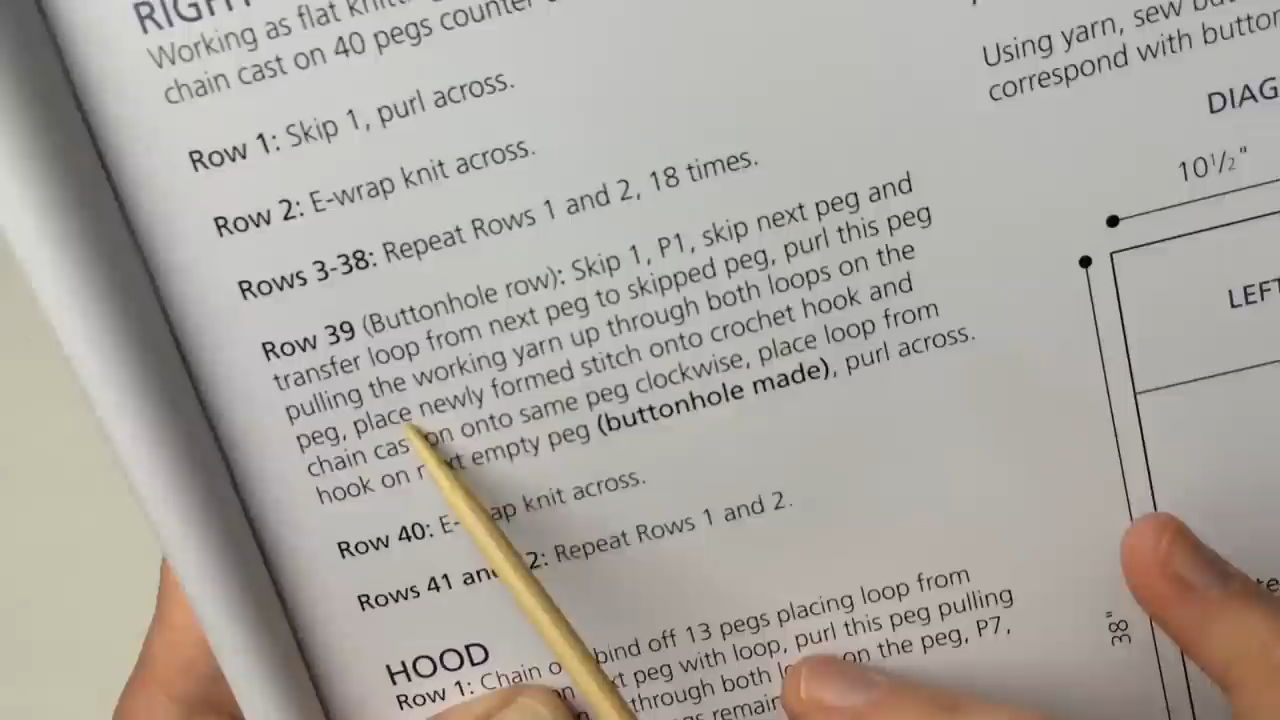 RIGHT
Working as flat
chain cast on 40 pegs counter
Row 1: Skip 1, purl across.
Row 2: E-wrap knit across.
Rows 3-38: Repeat Rows 1 and 2, 18 times.
Row 39 (Buttonhole row): Skip 1, P1, skip next peg and
transfer loop from next peg to skipped peg, purl this peg
pulling the working yarn up through both loops on the
peg, place newly formed stitch onto crochet hook and
chain cast on onto same peg clockwise, place loop from
hook on next empty peg (buttonhole made), purl across.
Row 40: E-wrap knit across.
Rows 41 and 42: Repeat Rows 1 and 2.
HOOD
Row 1: Chain bind off 13 pegs placing loop from
peg with loop, purl this peg pulling
through both on the peg, P7,
Using yarn, sew
correspond with
10½"
LEFT
38"